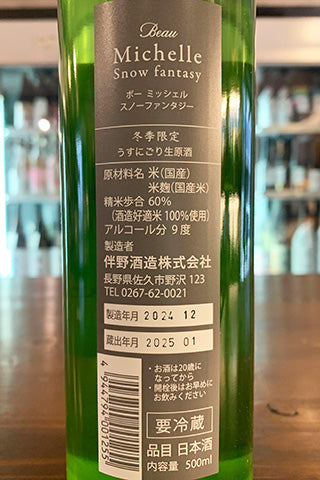 Beau
Michelle
Snow fantasy
ボー ミッシェル
スノーファンタジー
冬季限定
うすにごり生原酒
原材料名 米(国産)
米麹(国産米)
精米歩合 60%
(酒造好適米100%使用)
アルコール分 9度
製造者
伴野酒造株式会社
長野県佐久市野沢 123
TEL 0267-62-0021
製造年月 2024 12
蔵出年月 2025 01
• お酒は20歳に
なってから
• 開栓後はお早めに
お飲みください
要冷蔵
品目 日本酒
内容量 500ml
4944794001255